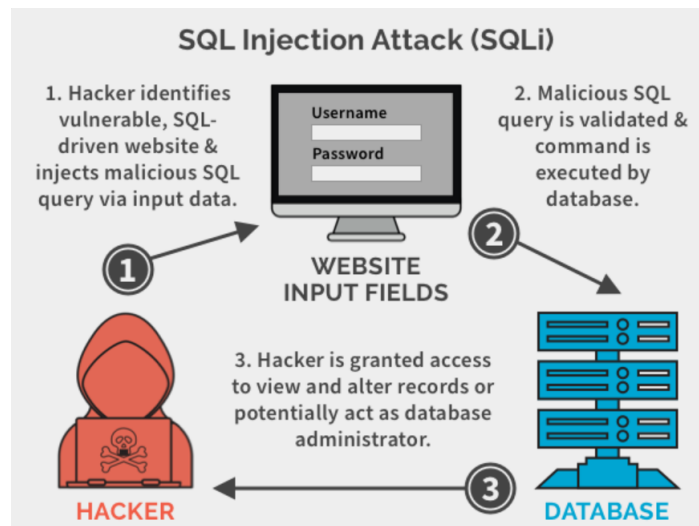 SQL Injection Attack (SQLi)
1. Hacker identifies
vulnerable, SQL-
driven website &
injects malicious SQL
query via input data.
Username
Password
2. Malicious SQL
query is validated &
command is
executed by
database.
1
2
WEBSITE
INPUT FIELDS
3. Hacker is granted access
to view and alter records or
potentially act as database
administrator.
3
HACKER
DATABASE